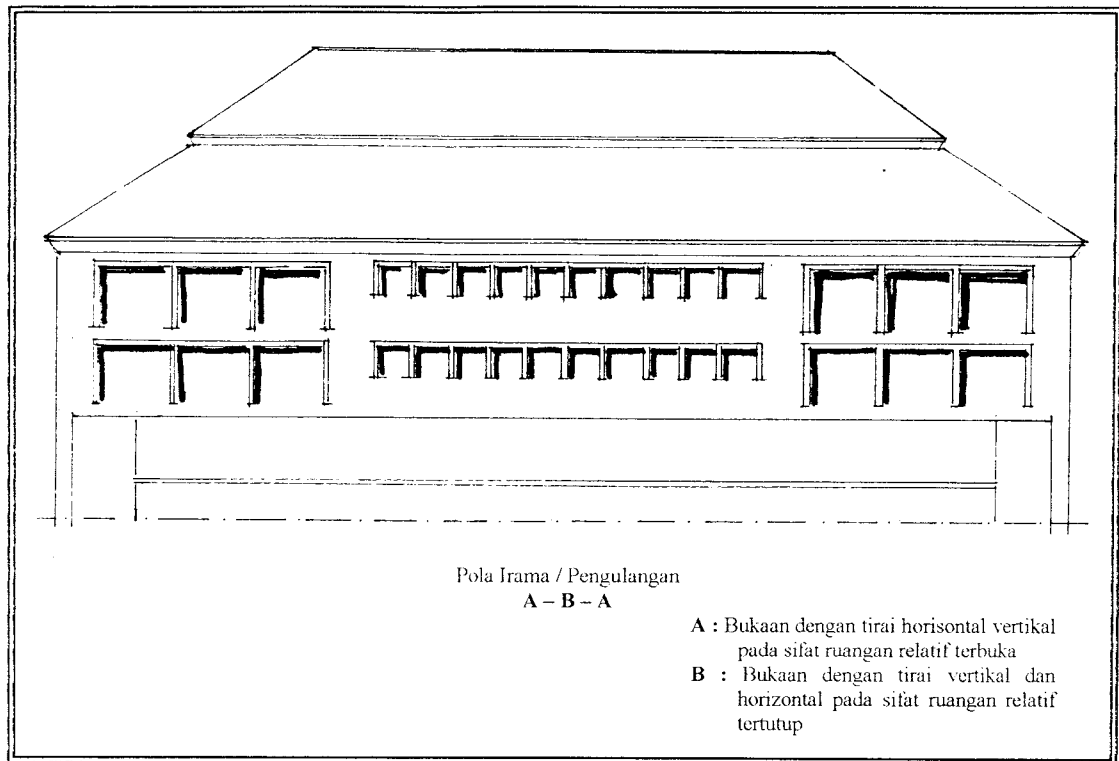 Pola Irama / Pengulangan
A – B – A
A : Bukaan dengan tirai horisontal vertikal
pada sifat ruangan relatif terbuka
B : Bukaan dengan tirai vertikal dan
horizontal pada sifat ruangan relatif
tertutup